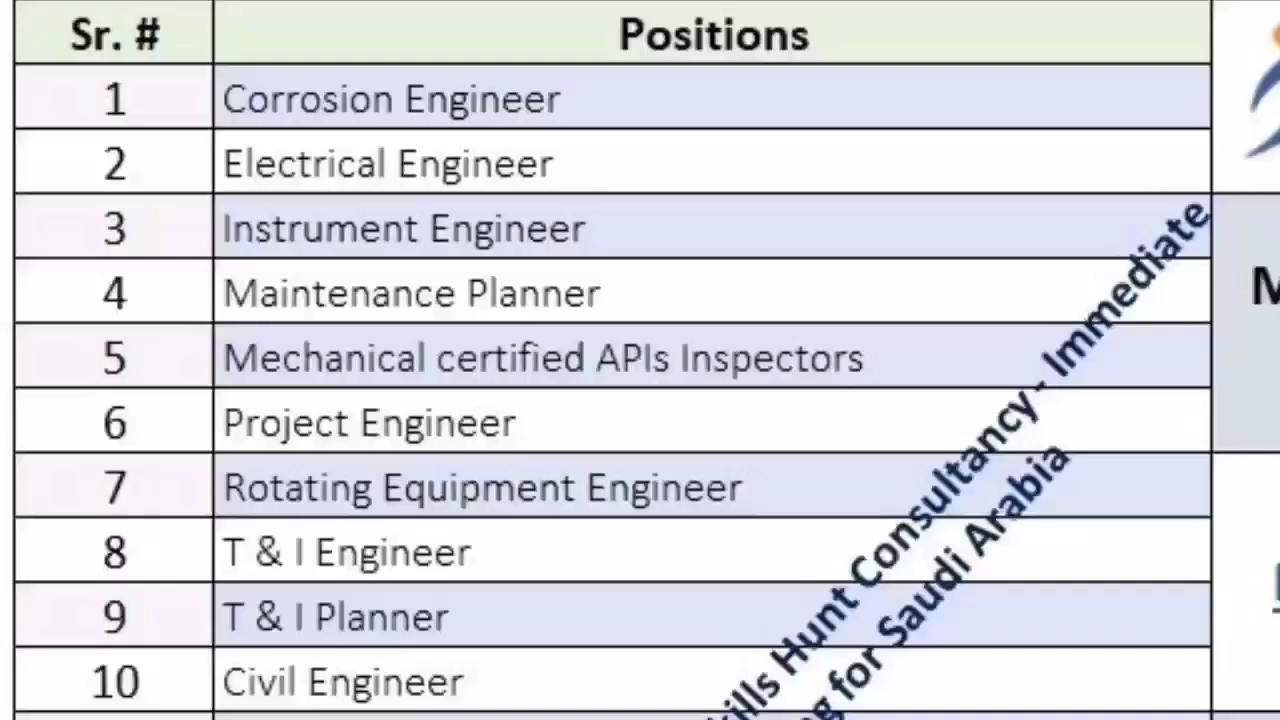 Sr. # Positions
1 Corrosion Engineer
2 Electrical Engineer
3 Instrument Engineer
4 Maintenance Planner
5 Mechanical certified APIs Inspectors
6 Project Engineer
7 Rotating Equipment Engineer
8 T & I Engineer
9 T & I Planner
10 Civil Engineer
Hunt Consultancy - Immediate
for Saudi Arabia